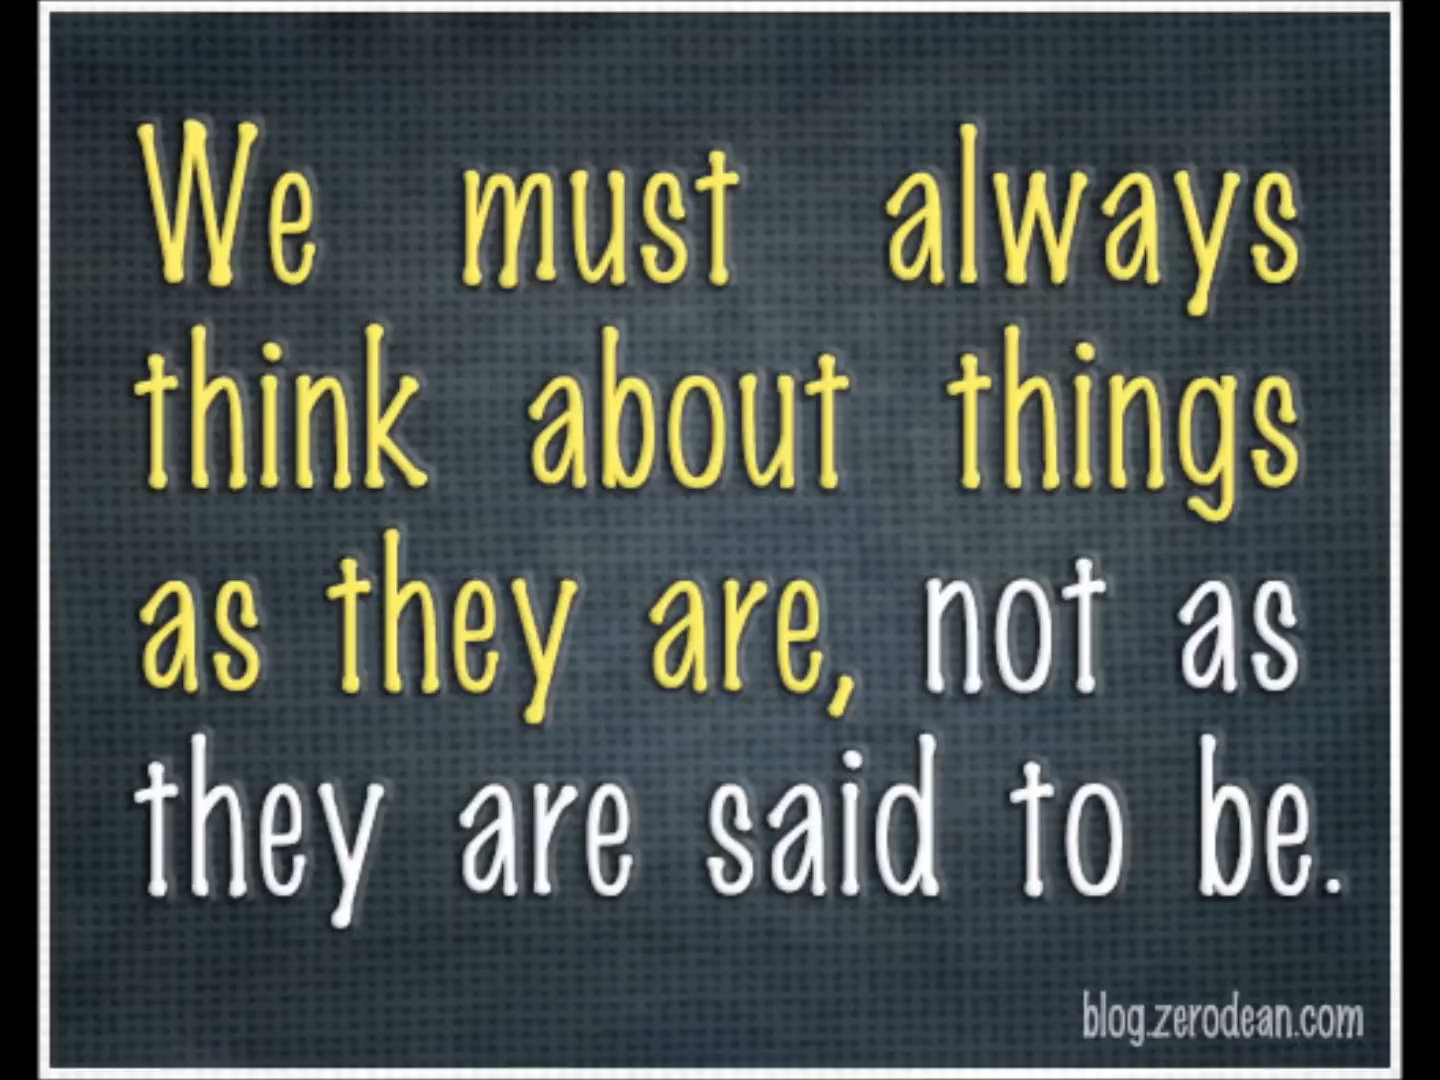 We must always
think about things
as they are, not as
they are said to be.
blog.zerodean.com